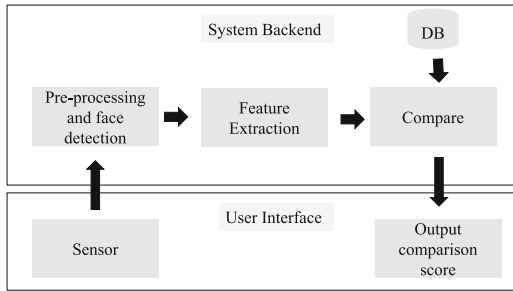 System Backend
DB
Pre-processing
and face
detection
Feature
Extraction
Compare
User Interface
Sensor
Output
comparison
score